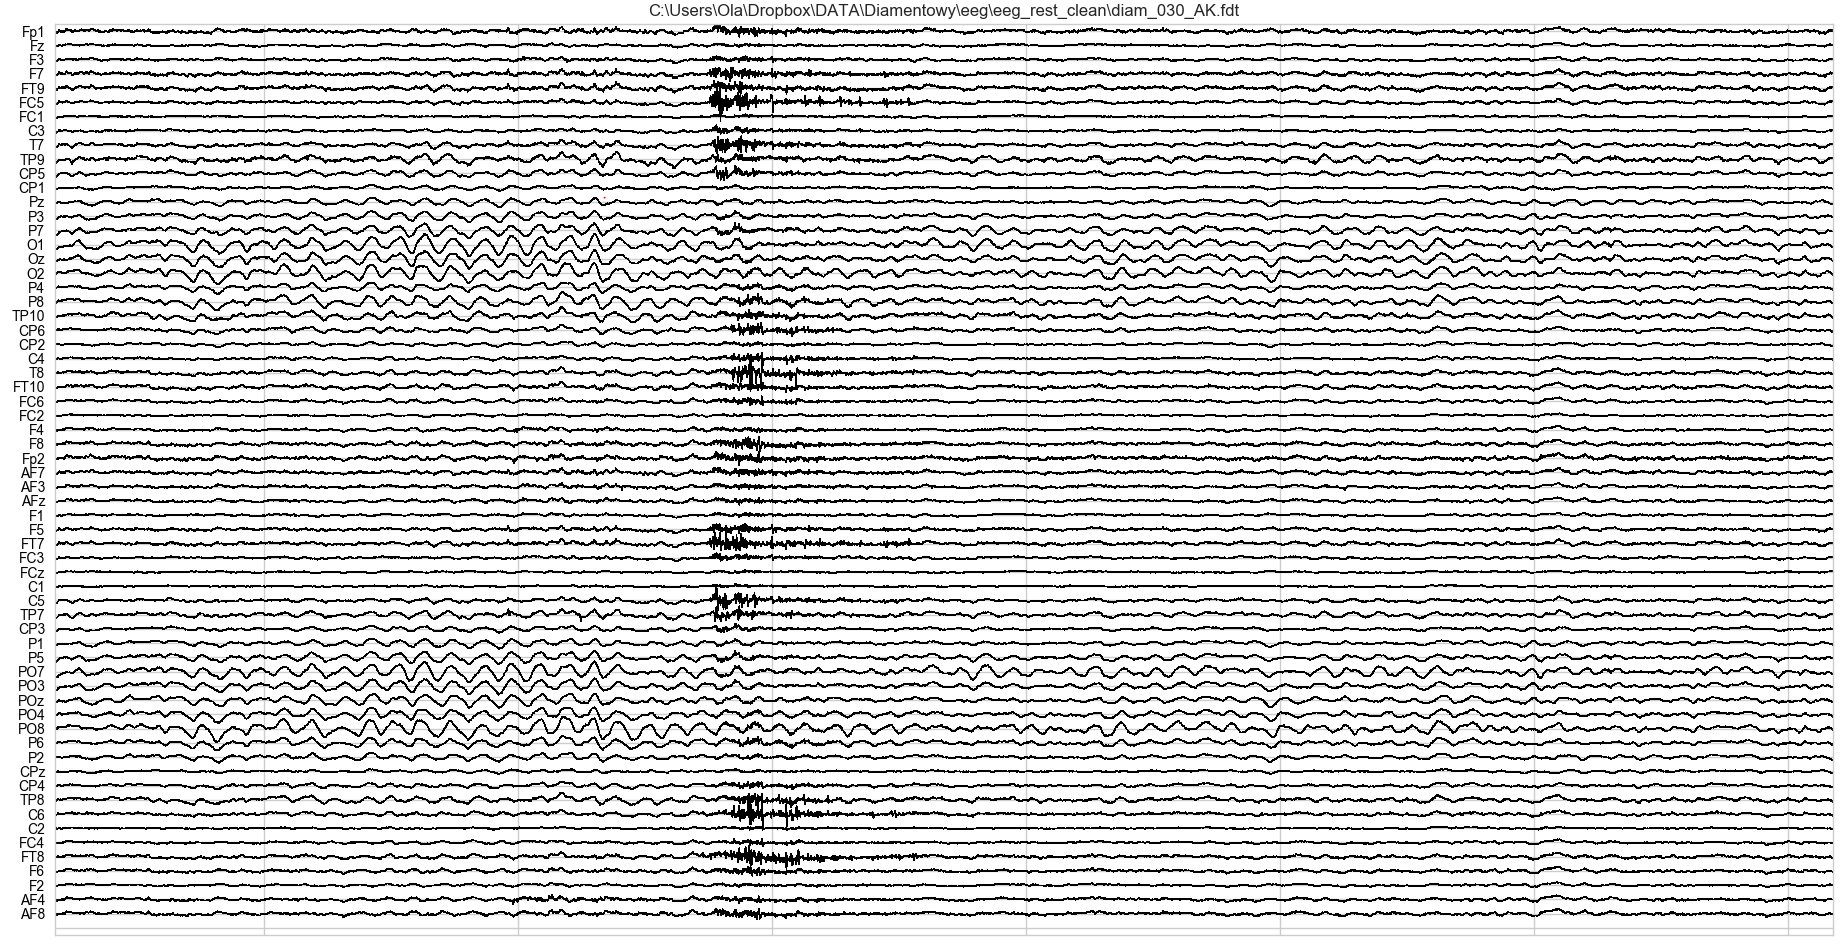 C:\Users\Ola\Dropbox\DATA\Diamentowy\eeg\eeg_rest_clean\diam_030_AK.fdt
Fp1
Fz
F3
F7
FT9
FC5
FC1
C3
T7
TP9
CP5
CP1
Pz
P3
P7
O1
Oz
O2
P4
P8
TP10
CP6
CP2
C4
T8
FT10
FC6
FC2
F4
F8
Fp2
AF7
AF3
AFz
F1
F5
FT7
FC3
FCz
C1
C5
TP7
CP3
P1
P5
PO7
PO3
POz
PO4
PO8
P6
P2
CPz
CP4
TP8
C6
C2
FC4
FT8
F6
F2
AF4
AF8